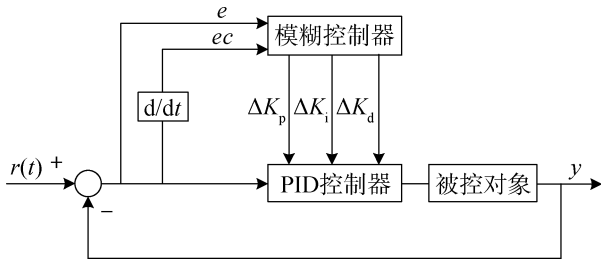 e
ec
模糊控制器
d/dt
ΔKp ΔKi ΔKd
r(t) +
PID控制器
被控对象
y
−